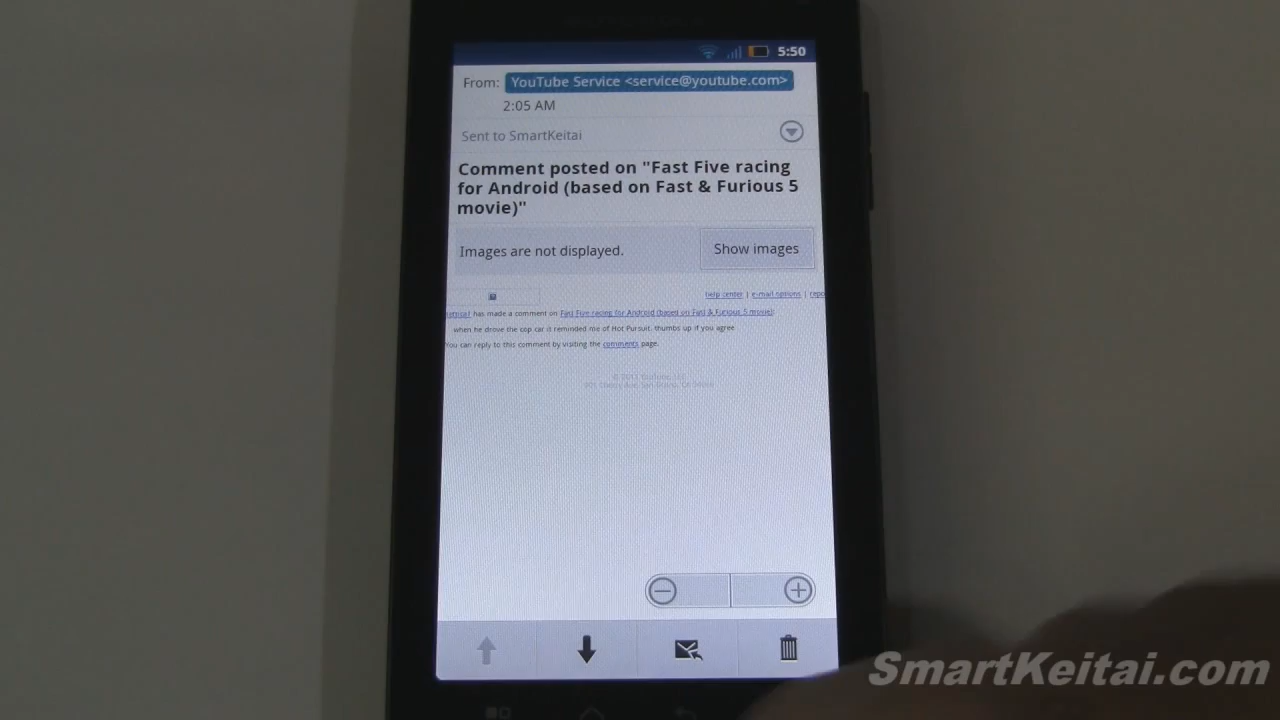 5:50
From: YouTube Service <service@youtube.com>
2:05 AM
Sent to SmartKeitai
Comment posted on "Fast Five racing
for Android (based on Fast & Furious 5
movie)"
Images are not displayed. Show images
help center | e-mail options | repo
has made a comment on Fast Five racing for Android (based on Fast & Furious 5 movie)
when he drove the cop car it reminded me of Hot Pursuit. thumbs up if you agree
You can reply to this comment by visiting the comments page.
SmartKeitai.com